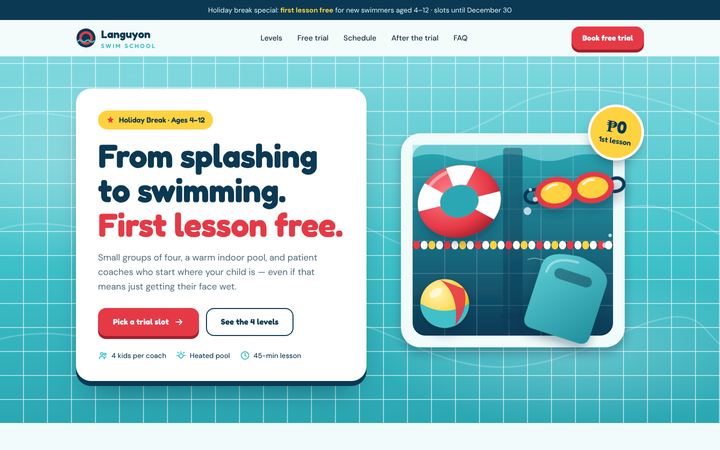 Holiday break special: first lesson free for new swimmers aged 4–12 · slots until December 30
Languyon
SWIM SCHOOL
Levels
Free trial
Schedule
After the trial
FAQ
Book free trial
Holiday Break · Ages 4–12
From splashing
to swimming.
First lesson free.
Small groups of four, a warm indoor pool, and patient
coaches who start where your child is — even if that
means just getting their face wet.
Pick a trial slot →
See the 4 levels
4 kids per coach
Heated pool
45-min lesson
₱0
1st lesson